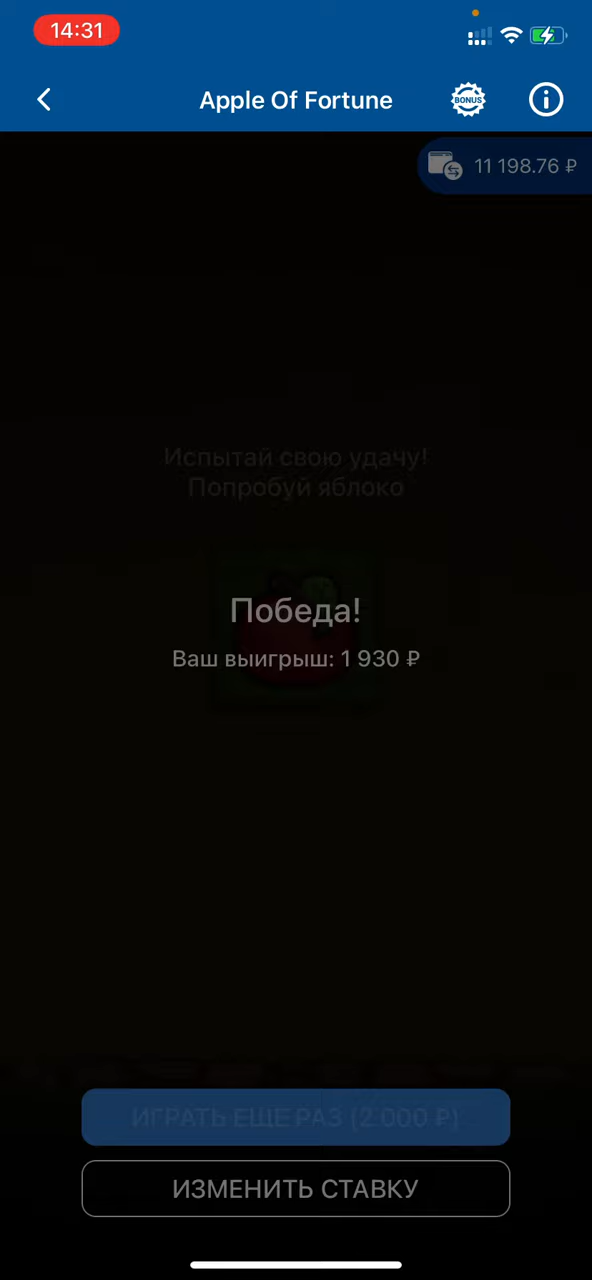 14:31
Apple Of Fortune
BONUS
11 198.76 ₽
Испытай свою удачу!
Попробуй яблоко
Победа!
Ваш выигрыш: 1 930 ₽
ИГРАТЬ ЕЩЕ РАЗ (2 000 ₽)
ИЗМЕНИТЬ СТАВКУ